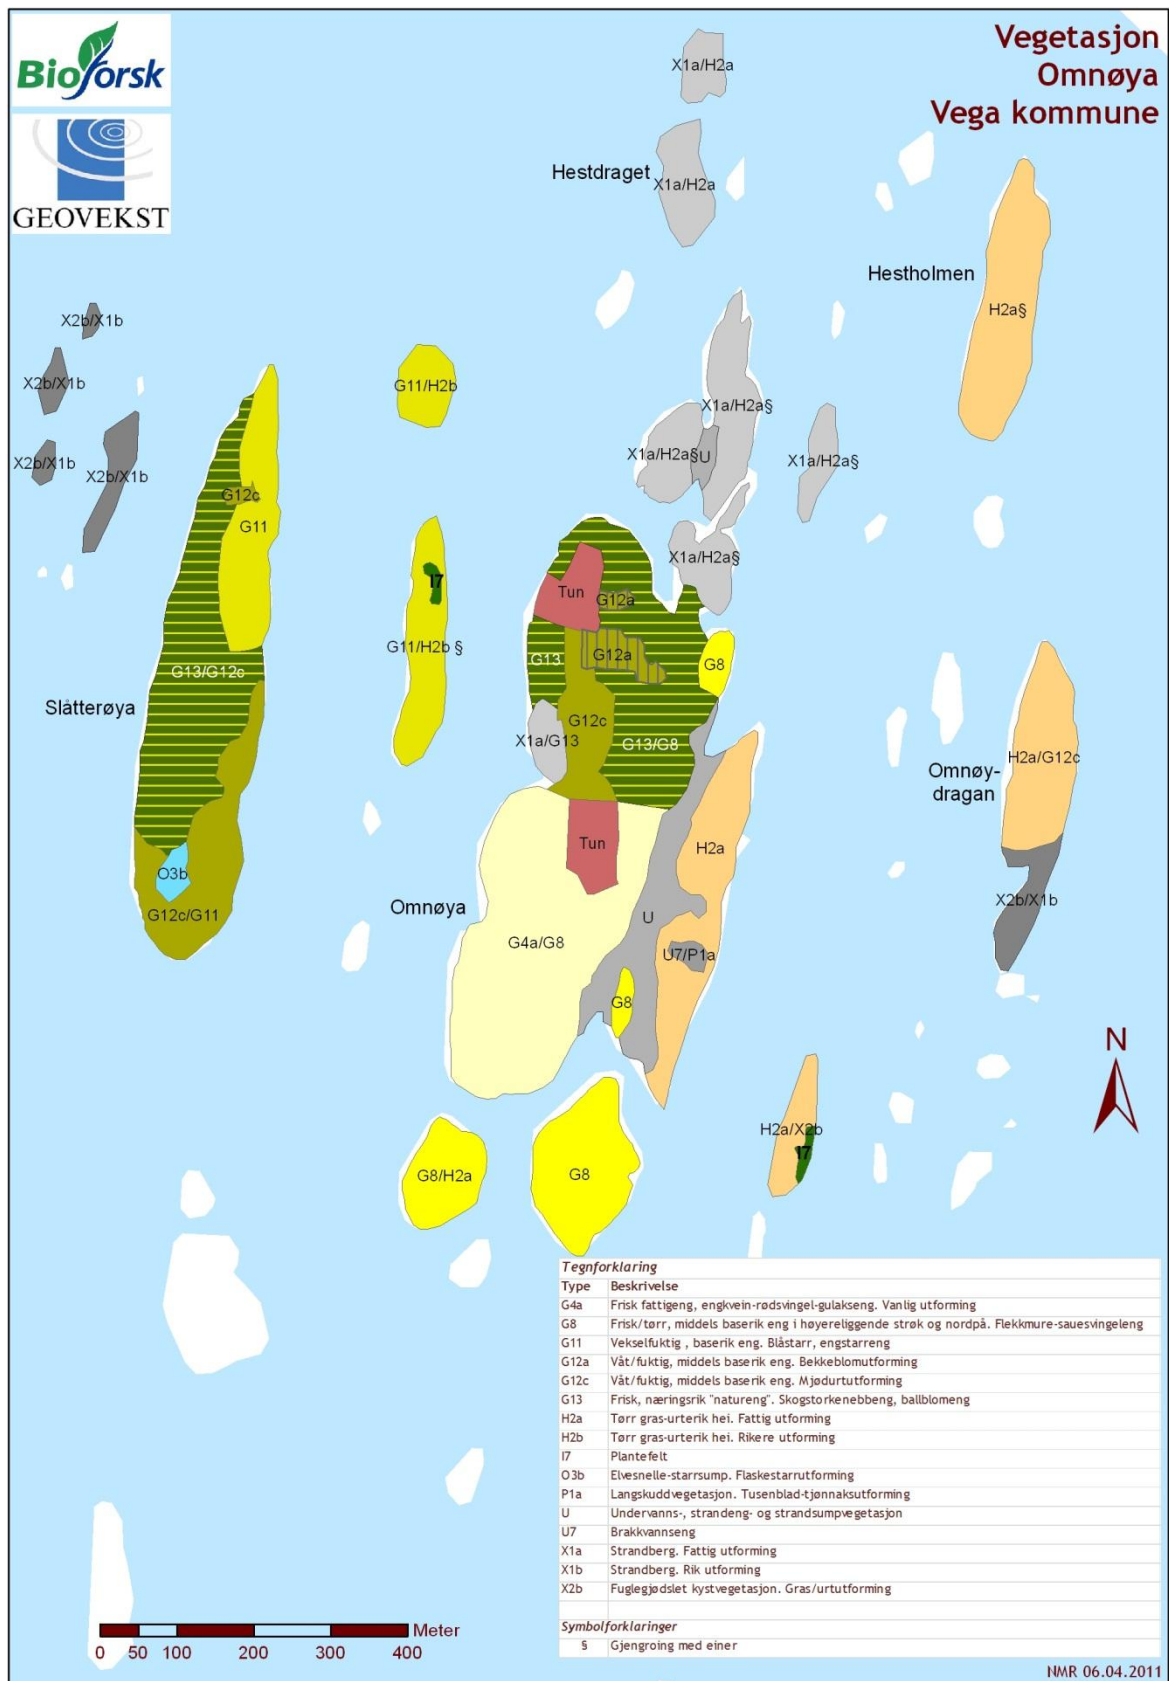 Bioforsk
GEOVEKST
Vegetasjon
Omnøya
Vega kommune
X1a/H2a
Hestdraget
X1a/H2a
Hestholmen
H2a§
X2b/X1b
X2b/X1b
X2b/X1b
X2b/X1b
G11/H2b
X1a/H2a§
X1a/H2a§
U
X1a/H2a§
G12c
G11
X1a/H2a§
I7
Tun
G12a
G11/H2b §
G13
G12a
G8
G13/G12c
Slåtterøya
G12c
X1a/G13
G13/G8
H2a/G12c
Omnøy-
dragan
Tun
H2a
O3b
X2b/X1b
G12c/G11
Omnøya
U
G4a/G8
U7/P1a
G8
N
H2a/X2b
I7
G8/H2a
G8
Tegnforklaring
Type Beskrivelse
G4a Frisk fattigeng, engkvein-rødsvingel-gulakseng. Vanlig utforming
G8 Frisk/tørr, middels baserik eng i høyereliggende strøk og nordpå. Flekkmure-sauesvingeleng
G11 Vekselfuktig , baserik eng. Blåstarr, engstarreng
G12a Våt/fuktig, middels baserik eng. Bekkeblomutforming
G12c Våt/fuktig, middels baserik eng. Mjødurtutforming
G13 Frisk, næringsrik "natureng". Skogstorkenebbeng, ballblomeng
H2a Tørr gras-urterik hei. Fattig utforming
H2b Tørr gras-urterik hei. Rikere utforming
I7 Plantefelt
O3b Elvesnelle-starrsump. Flaskestarrutforming
P1a Langskuddvegetasjon. Tusenblad-tjønnaksutforming
U Undervanns-, strandeng- og strandsumpvegetasjon
U7 Brakkvannseng
X1a Strandberg. Fattig utforming
X1b Strandberg. Rik utforming
X2b Fuglegjødslet kystvegetasjon. Gras/urtutforming
Symbolforklaringer
§ Gjengroing med einer
Meter
0 50 100 200 300 400
NMR 06.04.2011